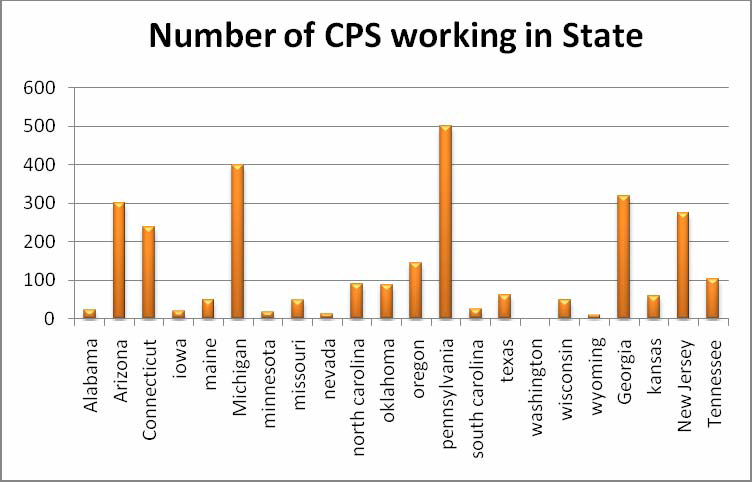 Number of CPS working in State
600
500
400
300
200
100
0
Alabama
Arizona
Connecticut
iowa
maine
Michigan
minnesota
missouri
nevada
north carolina
oklahoma
oregon
pennsylvania
south carolina
texas
washington
wisconsin
wyoming
Georgia
kansas
New Jersey
Tennessee